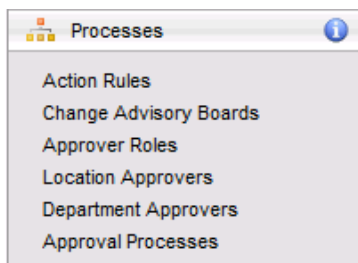 Processes
Action Rules
Change Advisory Boards
Approver Roles
Location Approvers
Department Approvers
Approval Processes